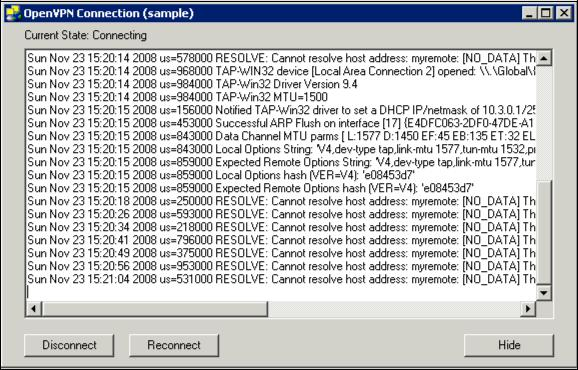 OpenVPN Connection (sample)
Current State: Connecting
Sun Nov 23 15:20:14 2008 us=578000 RESOLVE: Cannot resolve host address: myremote: [NO_DATA] Th
Sun Nov 23 15:20:14 2008 us=968000 TAP-WIN32 device [Local Area Connection 2] opened: \\.\Global\
Sun Nov 23 15:20:14 2008 us=984000 TAP-Win32 Driver Version 9.4
Sun Nov 23 15:20:14 2008 us=984000 TAP-Win32 MTU=1500
Sun Nov 23 15:20:15 2008 us=156000 Notified TAP-Win32 driver to set a DHCP IP/netmask of 10.3.0.1/25
Sun Nov 23 15:20:15 2008 us=453000 Successful ARP Flush on interface [17] {E4DFC063-2DF0-47DE-A1
Sun Nov 23 15:20:15 2008 us=843000 Data Channel MTU parms [ L:1577 D:1450 EF:45 EB:135 ET:32 EL
Sun Nov 23 15:20:15 2008 us=843000 Local Options String: 'V4,dev-type tap,link-mtu 1577,tun-mtu 1532,pr
Sun Nov 23 15:20:15 2008 us=859000 Expected Remote Options String: 'V4,dev-type tap,link-mtu 1577,tur
Sun Nov 23 15:20:15 2008 us=859000 Local Options hash (VER=V4): 'e08453d7'
Sun Nov 23 15:20:15 2008 us=859000 Expected Remote Options hash (VER=V4): 'e08453d7'
Sun Nov 23 15:20:18 2008 us=250000 RESOLVE: Cannot resolve host address: myremote: [NO_DATA] Th
Sun Nov 23 15:20:26 2008 us=593000 RESOLVE: Cannot resolve host address: myremote: [NO_DATA] Th
Sun Nov 23 15:20:34 2008 us=218000 RESOLVE: Cannot resolve host address: myremote: [NO_DATA] Th
Sun Nov 23 15:20:41 2008 us=796000 RESOLVE: Cannot resolve host address: myremote: [NO_DATA] Th
Sun Nov 23 15:20:49 2008 us=375000 RESOLVE: Cannot resolve host address: myremote: [NO_DATA] Th
Sun Nov 23 15:20:56 2008 us=953000 RESOLVE: Cannot resolve host address: myremote: [NO_DATA] Th
Sun Nov 23 15:21:04 2008 us=531000 RESOLVE: Cannot resolve host address: myremote: [NO_DATA] Th
Disconnect
Reconnect
Hide